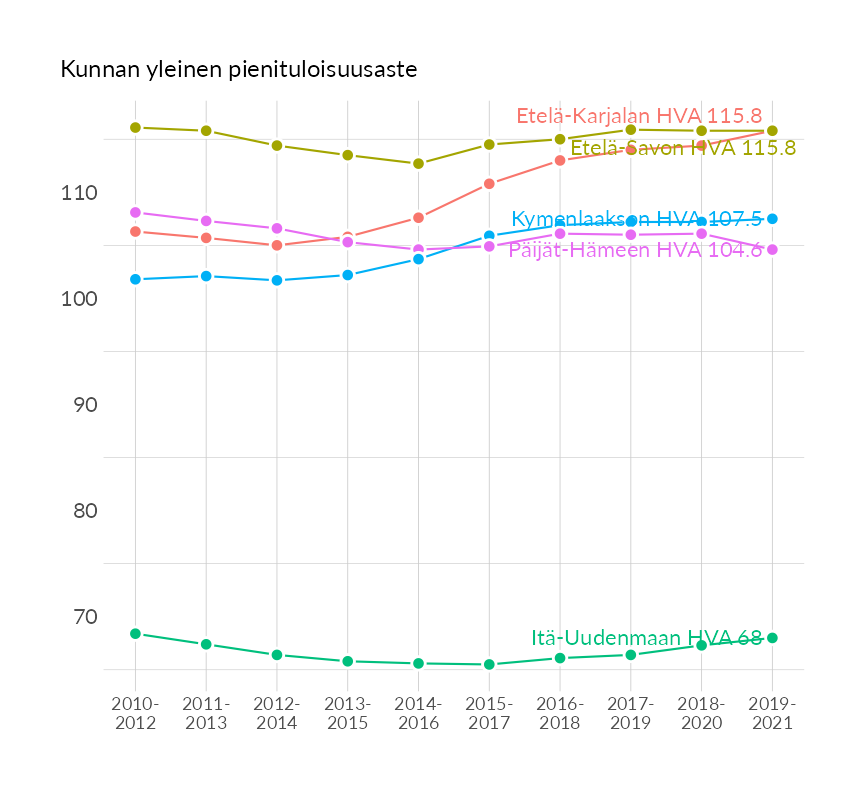 Kunnan yleinen pienituloisuusaste
Etelä-Karjalan HVA 115.8
Etelä-Savon HVA 115.8
110
Kymenlaakson HVA 107.5
Päijät-Hämeen HVA 104.6
100
90
80
70
Itä-Uudenmaan HVA 68
2010- 2011- 2012- 2013- 2014- 2015- 2016- 2017- 2018- 2019-
2012 2013 2014 2015 2016 2017 2018 2019 2020 2021